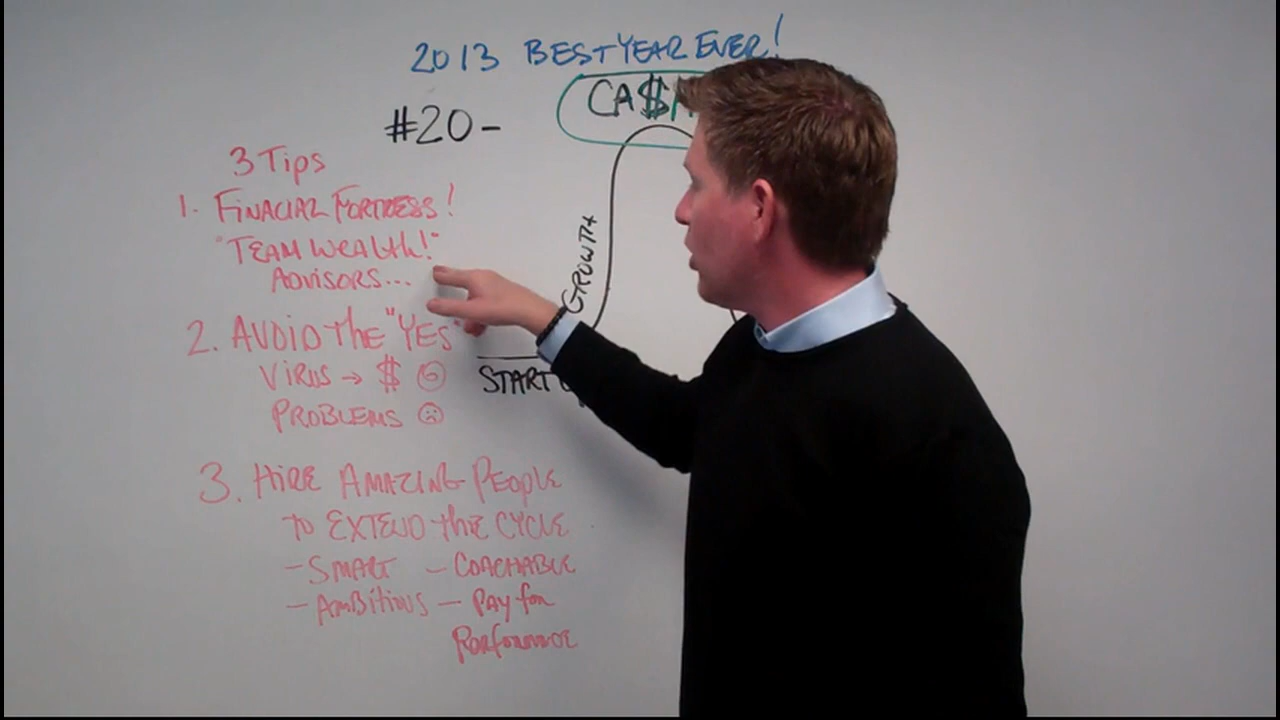 2013 BEST YEAR EVER!
#20-
CA$
3 Tips
1. FINACIAL FORTRESS!
"TEAM WEALTH!"
ADVISORS...
2. AVOID THE "YES"
VIRUS → $
PROBLEMS ☹
3. HIRE AMAZING PEOPLE
TO EXTEND THE CYCLE
- SMART - COACHABLE
- AMBITIOUS - PAY FOR
PERFORMANCE
GROWTH
START